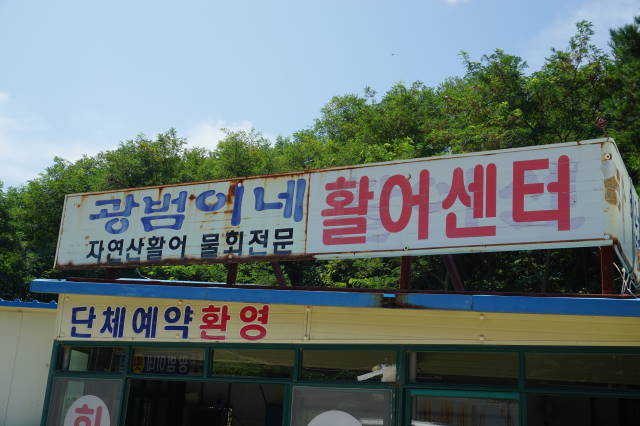 광범이네 활어센터
자연산활어 물회전문
단체예약환영
회